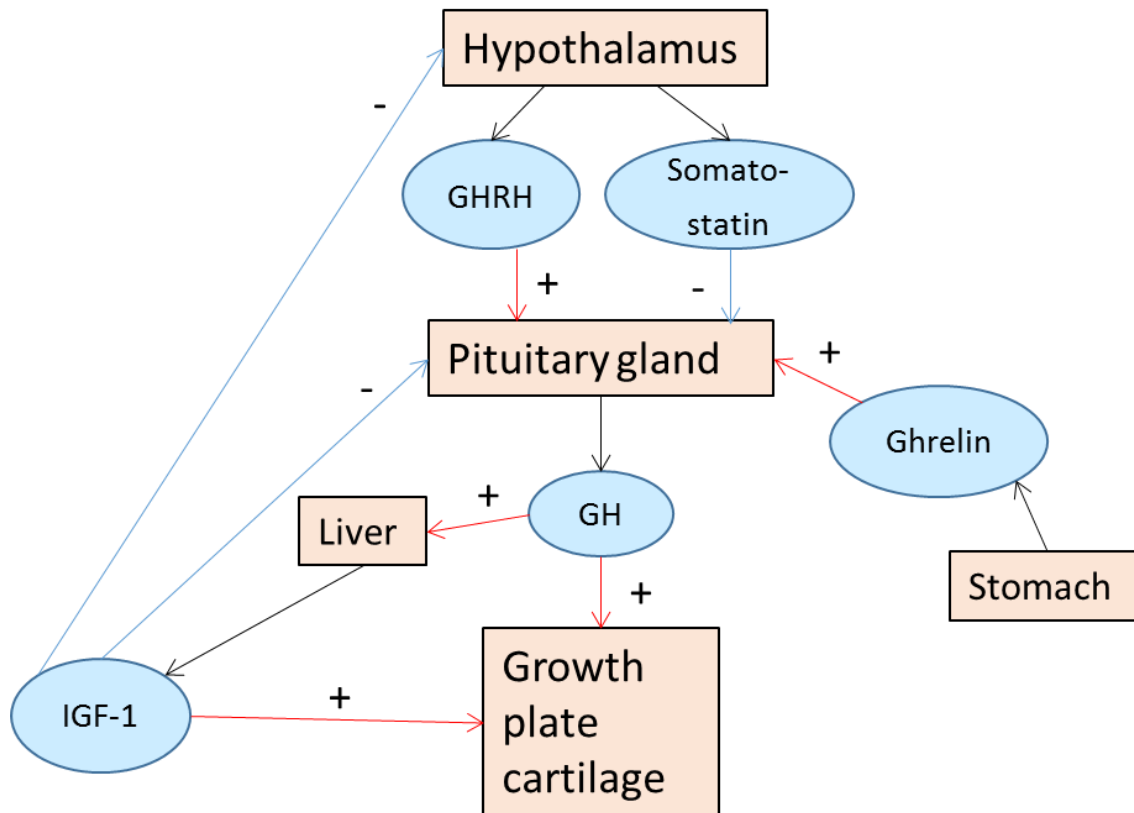 Hypothalamus
-
GHRH
Somato-
statin
+
-
Pituitary gland
+
-
Ghrelin
Liver
+
GH
Stomach
+
Growth
plate
cartilage
IGF-1
+